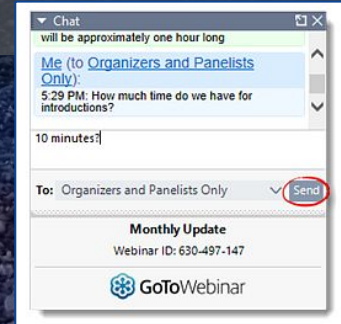 Chat
will be approximately one hour long
Me (to Organizers and Panelists
Only):
5:29 PM: How much time do we have for
introductions?
10 minutes?
To: Organizers and Panelists Only
Send
Monthly Update
Webinar ID: 630-497-147
GoToWebinar